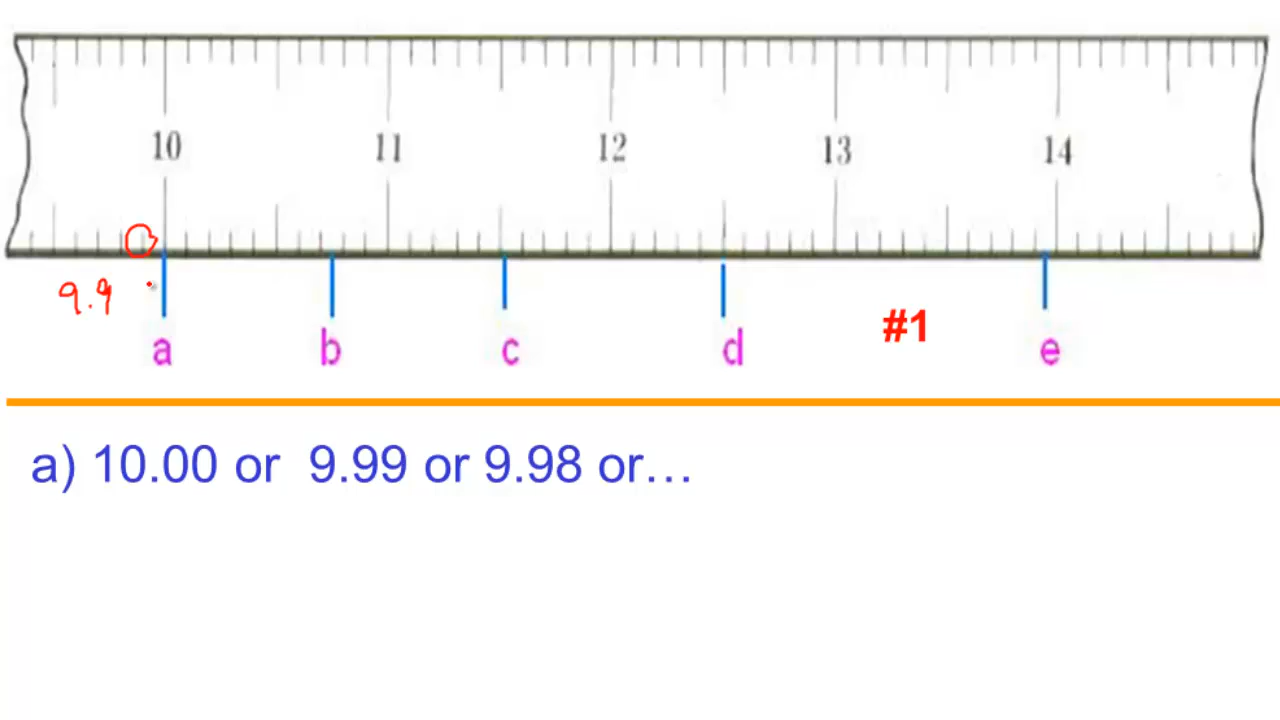 10 11 12 13 14
9.9
a b c d #1 e
a) 10.00 or 9.99 or 9.98 or…